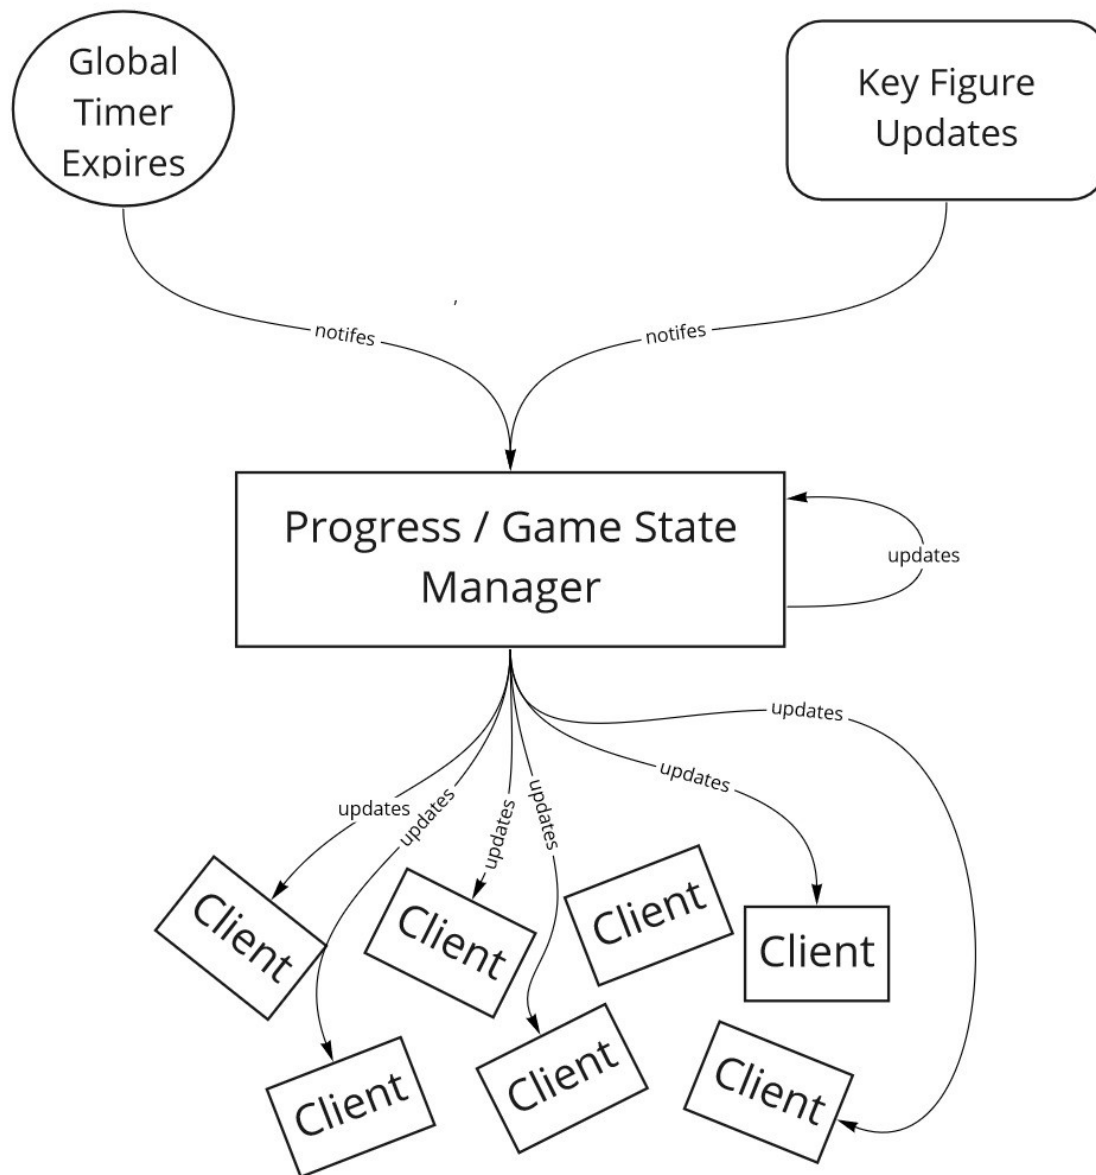 Global
Timer
Expires
Key Figure
Updates
,
notifes
notifes
Progress / Game State
Manager
updates
updates
updates
updates
updates
updates
updates
Client
Client
Client
Client
Client
Client
Client